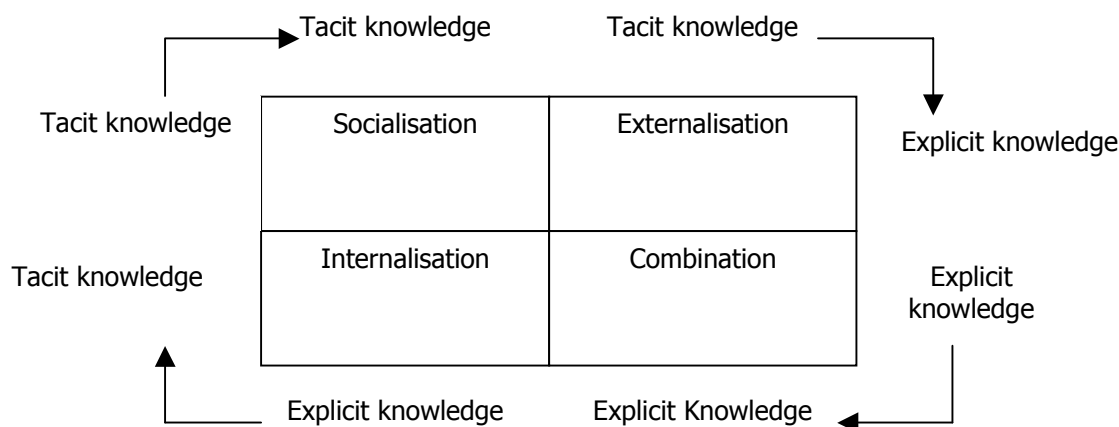 Tacit knowledge Tacit knowledge
Tacit knowledge Socialisation Externalisation
Explicit knowledge
Tacit knowledge Internalisation Combination
Explicit
knowledge
Explicit knowledge Explicit Knowledge